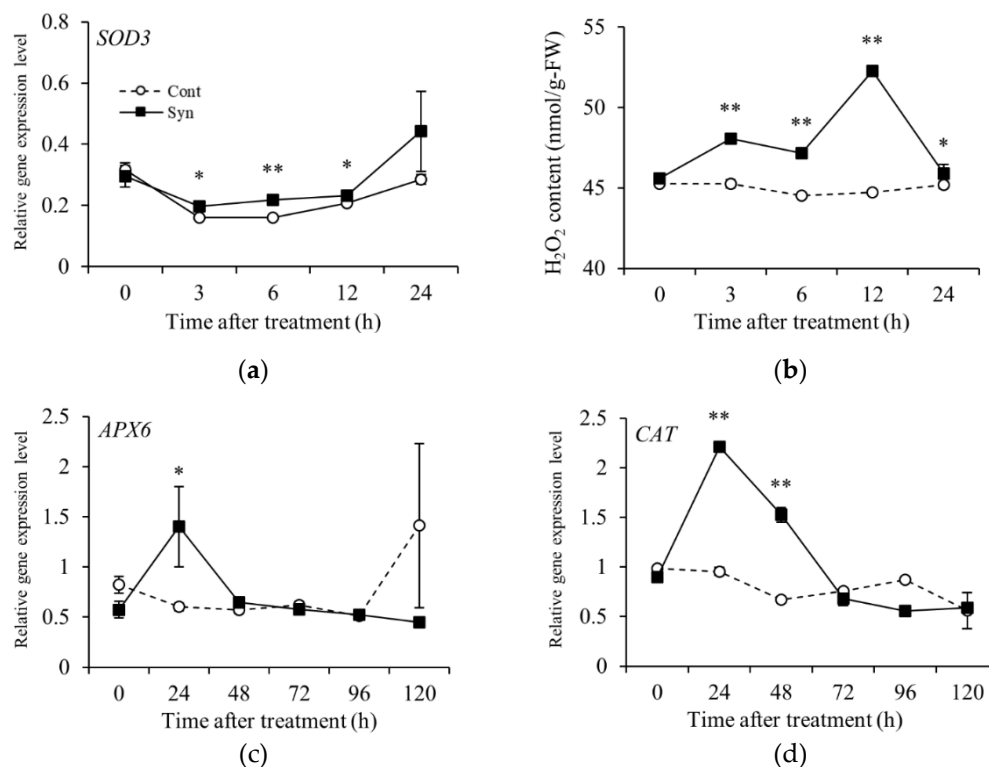 SOD3
Cont
Syn
Relative gene expression level
0.8
0.6
0.4
0.2
0
* ** *
0 3 6 12 24
Time after treatment (h)
(a)
H₂O₂ content (nmol/g-FW)
55
50
45
40
** ** ** *
0 3 6 12 24
Time after treatment (h)
(b)
APX6
Relative gene expression level
2.5
2
1.5
1
0.5
0
*
0 24 48 72 96 120
Time after treatment (h)
(c)
CAT
Relative gene expression level
2.5
2
1.5
1
0.5
0
** **
0 24 48 72 96 120
Time after treatment (h)
(d)